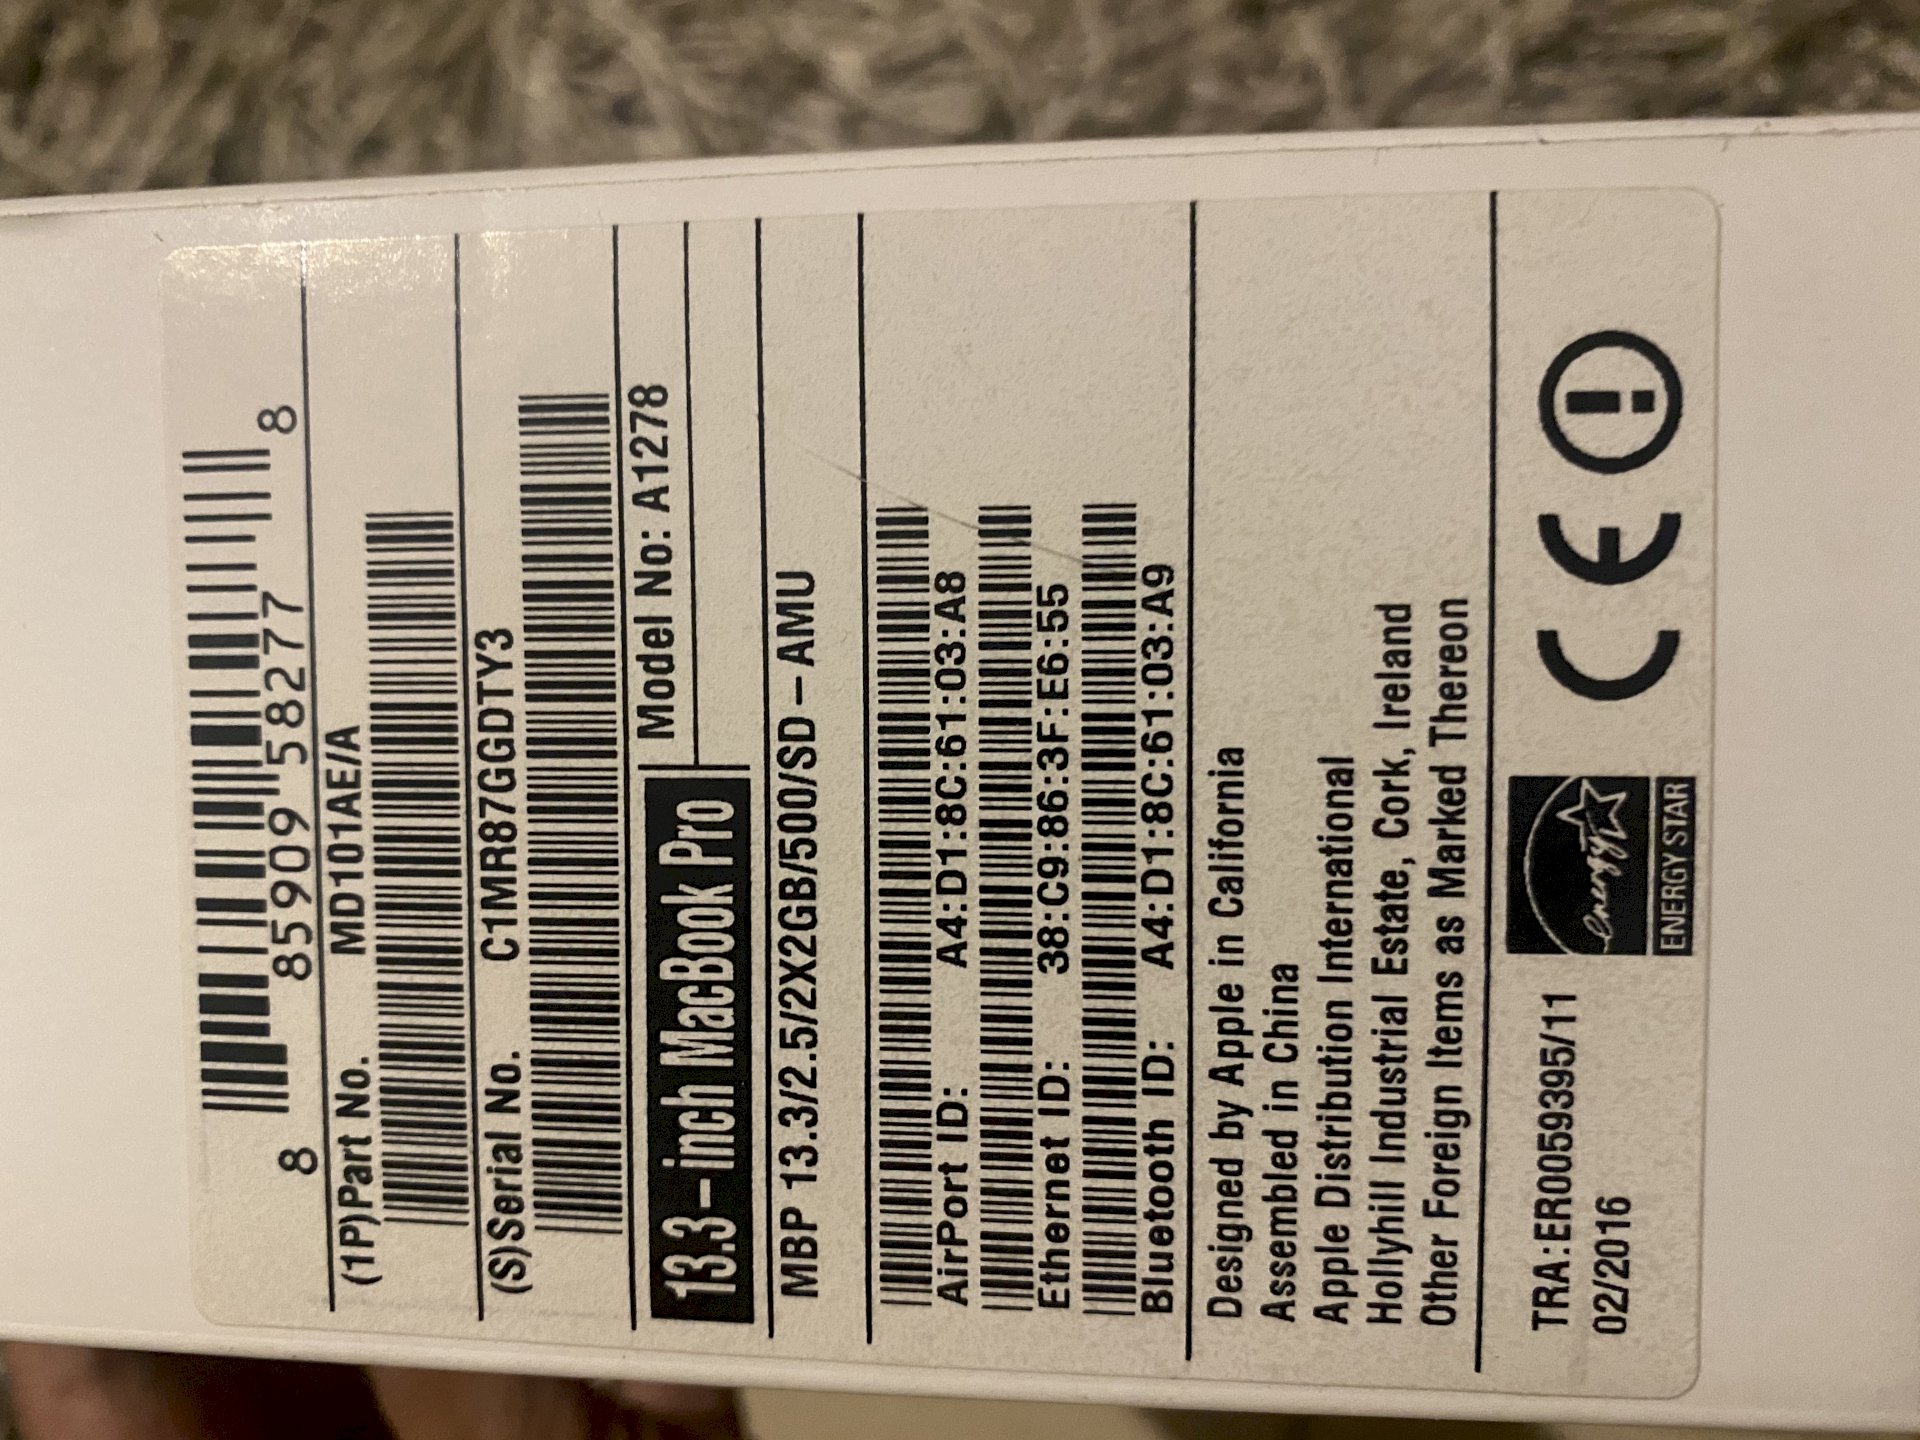 8 85909 58277 8
(1P)Part No. MD101AE/A
(S)Serial No. C1MR87GGDTY3
13.3-inch MacBook Pro Model No: A1278
MBP 13.3/2.5/2X2GB/500/SD-AMU
AirPort ID: A4:D1:8C:61:03:A8
Ethernet ID: 38:C9:86:3F:E6:55
Bluetooth ID: A4:D1:8C:61:03:A9
Designed by Apple in California
Assembled in China
Apple Distribution International
Hollyhill Industrial Estate, Cork, Ireland
Other Foreign Items as Marked Thereon
TRA:ER0059395/11
02/2016
energy
ENERGY STAR
CE